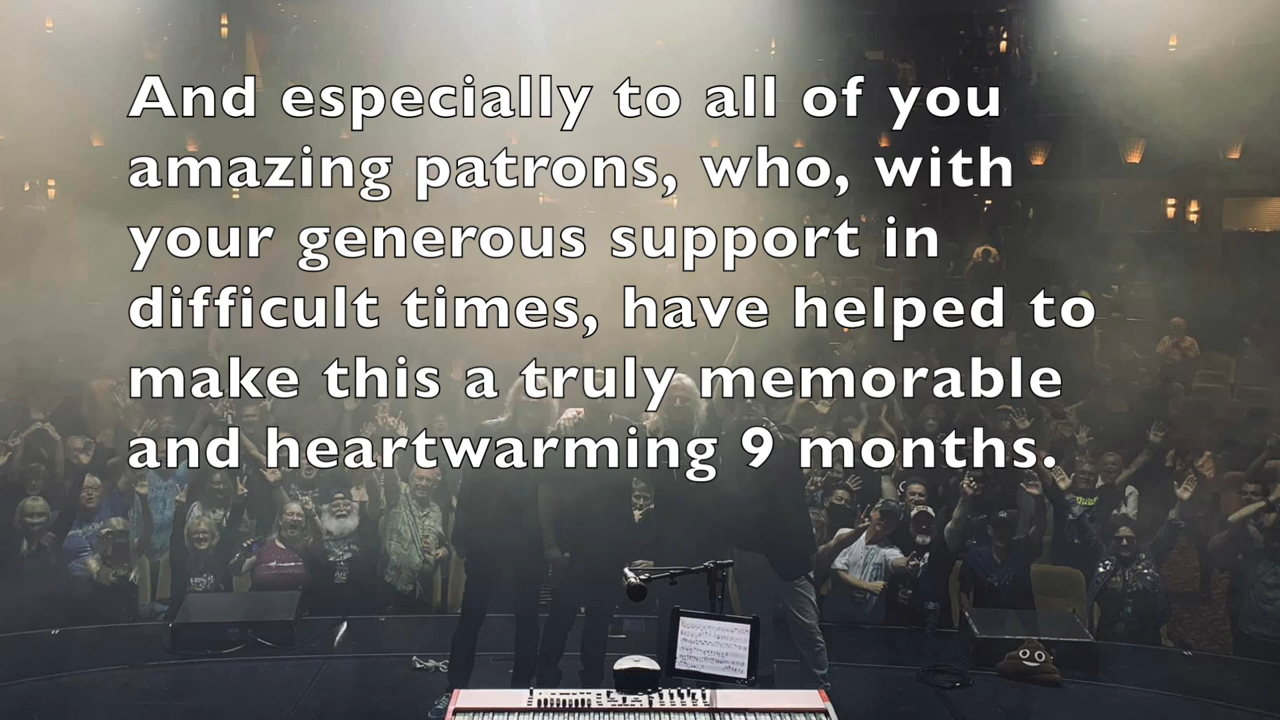 And especially to all of you
amazing patrons, who, with
your generous support in
difficult times, have helped to
make this a truly memorable
and heartwarming 9 months.